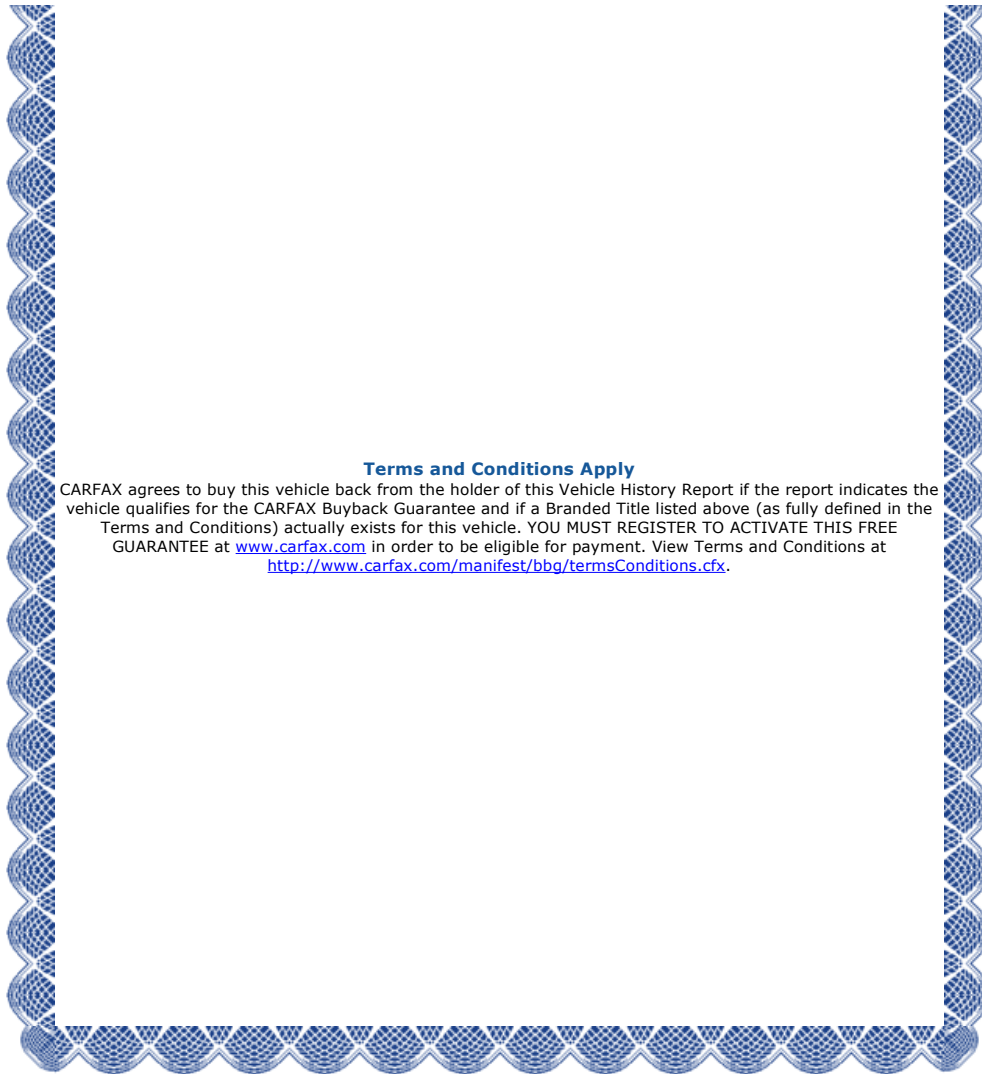 Terms and Conditions Apply
CARFAX agrees to buy this vehicle back from the holder of this Vehicle History Report if the report indicates the
vehicle qualifies for the CARFAX Buyback Guarantee and if a Branded Title listed above (as fully defined in the
Terms and Conditions) actually exists for this vehicle. YOU MUST REGISTER TO ACTIVATE THIS FREE
GUARANTEE at www.carfax.com in order to be eligible for payment. View Terms and Conditions at
http://www.carfax.com/manifest/bbg/termsConditions.cfx.